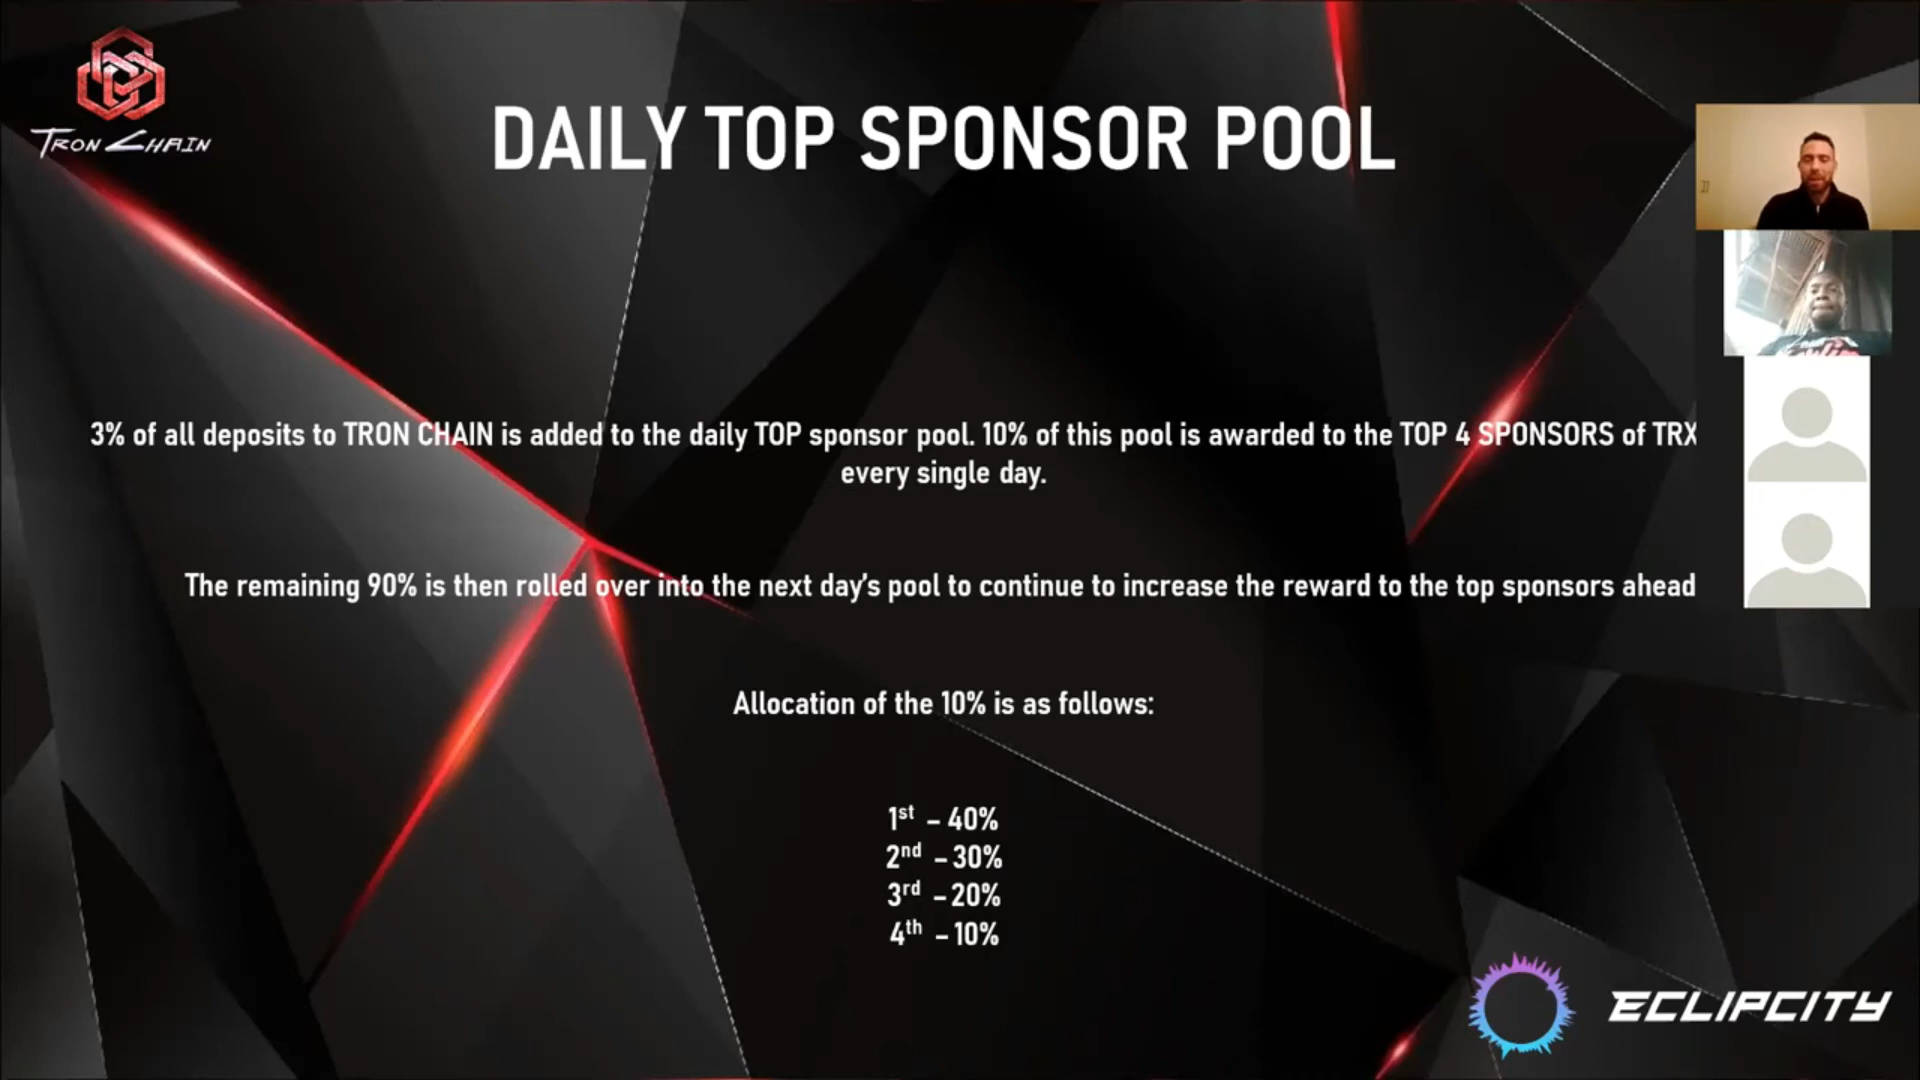 TRON CHAIN
DAILY TOP SPONSOR POOL
3% of all deposits to TRON CHAIN is added to the daily TOP sponsor pool. 10% of this pool is awarded to the TOP 4 SPONSORS of TRX
every single day.
The remaining 90% is then rolled over into the next day's pool to continue to increase the reward to the top sponsors ahead
Allocation of the 10% is as follows:
1st – 40%
2nd – 30%
3rd – 20%
4th – 10%
ECLIPCITY